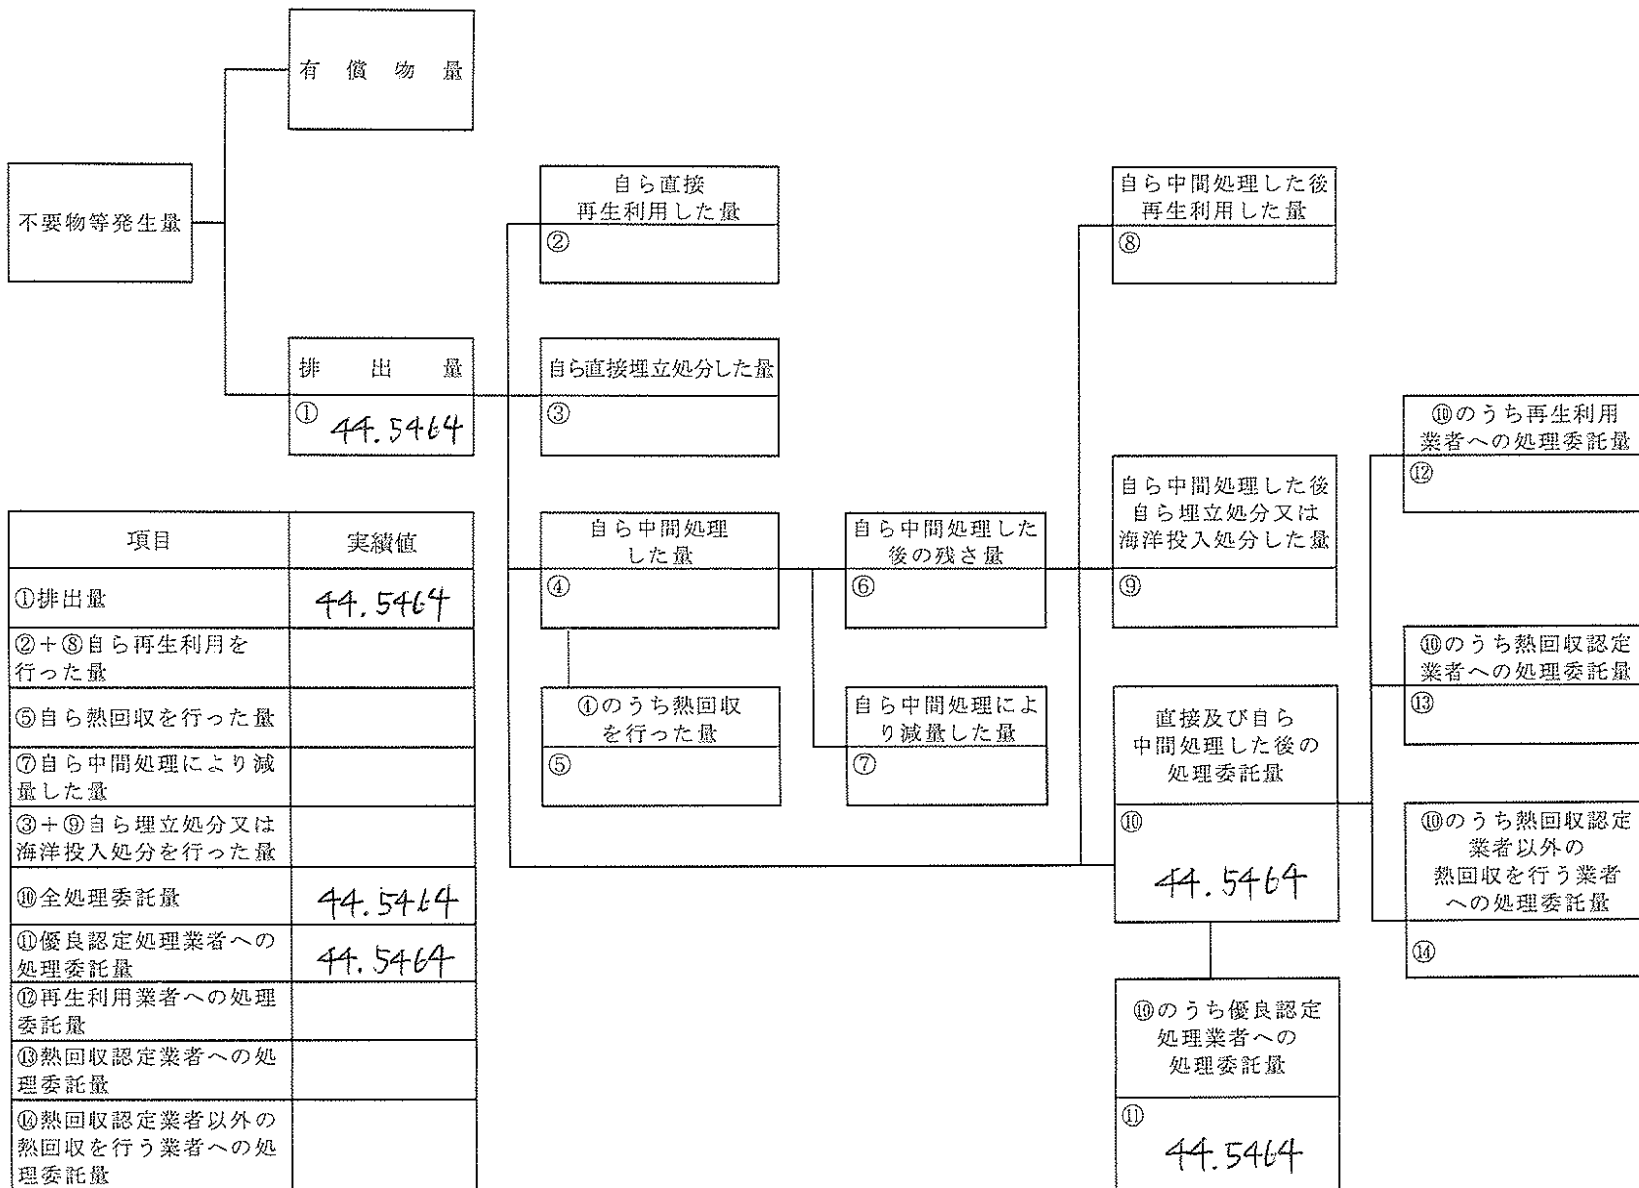 有償物量
不要物等発生量
排出量
① 44.5464
自ら直接
再生利用した量
②
自ら直接埋立処分した量
③
自ら中間処理
した量
④
④のうち熱回収
を行った量
⑤
自ら中間処理した
後の残さ量
⑥
自ら中間処理によ
り減量した量
⑦
自ら中間処理した後
再生利用した量
⑧
自ら中間処理した後
自ら埋立処分又は
海洋投入処分した量
⑨
直接及び自ら
中間処理した後の
処理委託量
⑩
44.5464
⑩のうち優良認定
処理業者への
処理委託量
⑪
44.5464
⑩のうち再生利用
業者への処理委託量
⑫
⑩のうち熱回収認定
業者への処理委託量
⑬
⑩のうち熱回収認定
業者以外の
熱回収を行う業者
への処理委託量
⑭
項目 実績値
①排出量 44.5464
②+⑧自ら再生利用を
行った量
⑤自ら熱回収を行った量
⑦自ら中間処理により減
量した量
③+⑨自ら埋立処分又は
海洋投入処分を行った量
⑩全処理委託量 44.5464
⑪優良認定処理業者への
処理委託量 44.5464
⑫再生利用業者への処理
委託量
⑬熱回収認定業者への処
理委託量
⑭熱回収認定業者以外の
熱回収を行う業者への処
理委託量